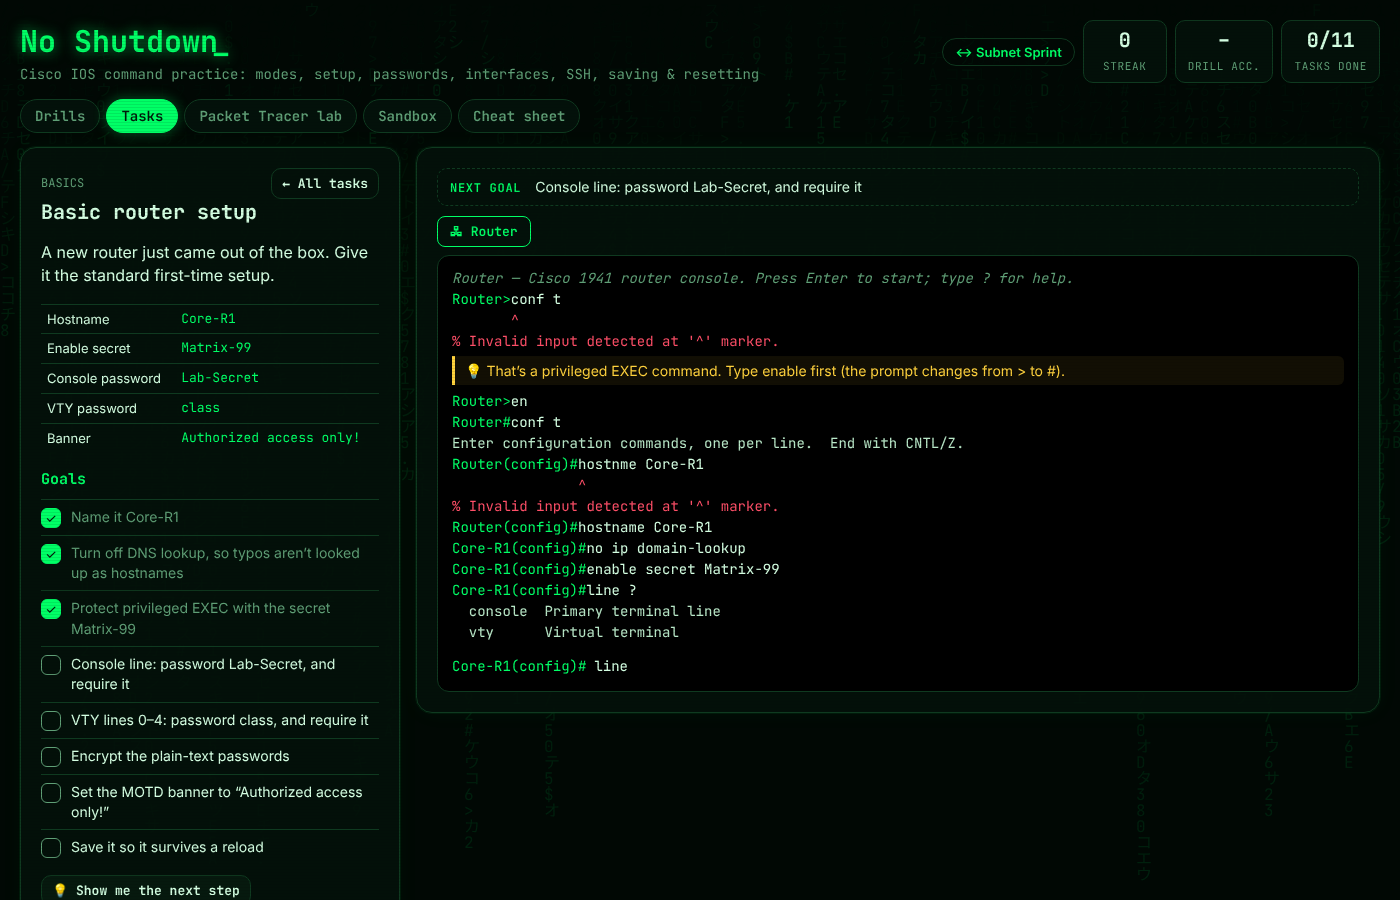 No Shutdown_
Cisco IOS command practice: modes, setup, passwords, interfaces, SSH, saving & resetting
↔ Subnet Sprint
0
STREAK
–
DRILL ACC.
0/11
TASKS DONE
Drills
Tasks
Packet Tracer lab
Sandbox
Cheat sheet
BASICS
← All tasks
Basic router setup
A new router just came out of the box. Give
it the standard first-time setup.
Hostname Core-R1
Enable secret Matrix-99
Console password Lab-Secret
VTY password class
Banner Authorized access only!
Goals
Name it Core-R1
Turn off DNS lookup, so typos aren’t looked
up as hostnames
Protect privileged EXEC with the secret
Matrix-99
Console line: password Lab-Secret, and
require it
VTY lines 0–4: password class, and require it
Encrypt the plain-text passwords
Set the MOTD banner to “Authorized access
only!”
Save it so it survives a reload
💡 Show me the next step
NEXT GOAL Console line: password Lab-Secret, and require it
Router
Router — Cisco 1941 router console. Press Enter to start; type ? for help.
Router>conf t
^
% Invalid input detected at '^' marker.
💡 That’s a privileged EXEC command. Type enable first (the prompt changes from > to #).
Router>en
Router#conf t
Enter configuration commands, one per line.  End with CNTL/Z.
Router(config)#hostnme Core-R1
^
% Invalid input detected at '^' marker.
Router(config)#hostname Core-R1
Core-R1(config)#no ip domain-lookup
Core-R1(config)#enable secret Matrix-99
Core-R1(config)#line ?
console  Primary terminal line
vty      Virtual terminal
Core-R1(config)# line